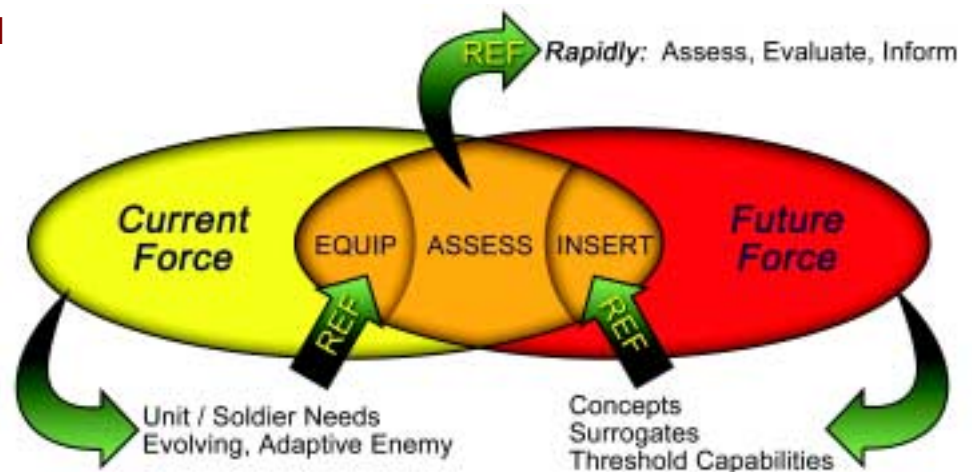 REF
Rapidly: Assess, Evaluate, Inform
Current
Force
EQUIP
ASSESS
INSERT
Future
Force
REF
REF
Unit / Soldier Needs
Evolving, Adaptive Enemy
Concepts
Surrogates
Threshold Capabilities